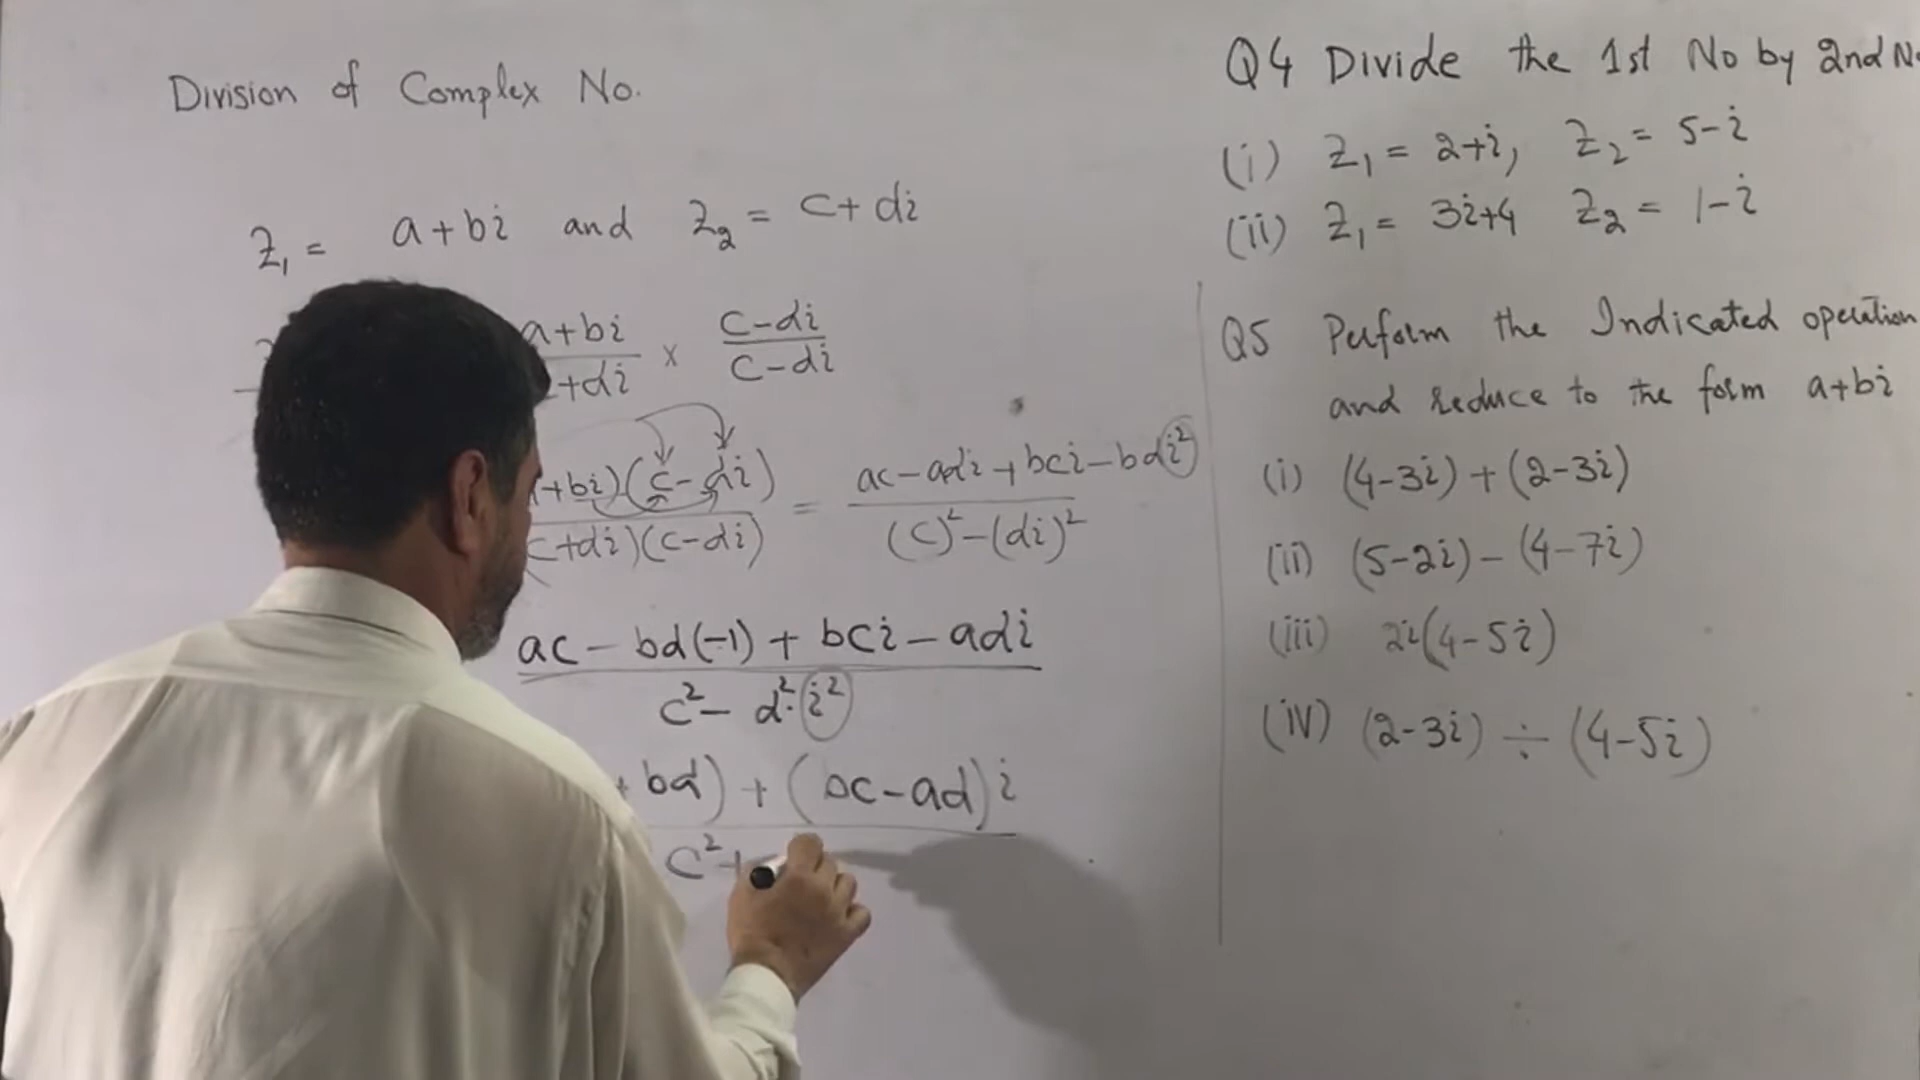 Division of Complex No.
Z₁ = a+bi and Z₂ = c+di
a+bi / +di × c-di / c-di
+bi)(c-di) / (c+di)(c-di) = ac-adi+bci-bdi² / (c)²-(di)²
ac-bd(-1)+bci-adi / c²-d².i²
+bd)+(bc-ad)i / c²+
Q4 Divide the 1st No by 2nd No
(i) Z₁ = 2+i, Z₂ = 5-i
(ii) Z₁ = 3i+4 Z₂ = 1-i
Q5 Perform the Indicated operation
and reduce to the form a+bi
(i) (4-3i)+(2-3i)
(ii) (5-2i)-(4-7i)
(iii) 2i(4-5i)
(iv) (2-3i)÷(4-5i)